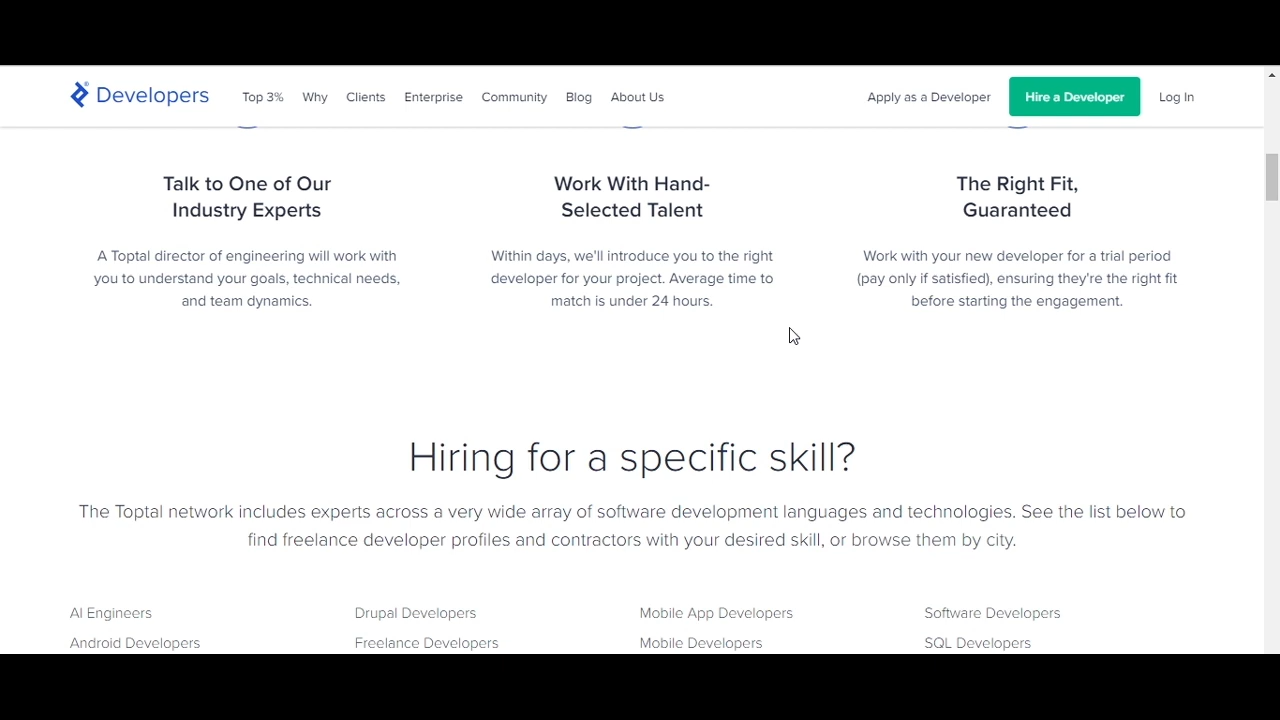 Developers
Top 3%
Why
Clients
Enterprise
Community
Blog
About Us
Apply as a Developer
Hire a Developer
Log In
Talk to One of Our
Industry Experts
A Toptal director of engineering will work with
you to understand your goals, technical needs,
and team dynamics.
Work With Hand-
Selected Talent
Within days, we'll introduce you to the right
developer for your project. Average time to
match is under 24 hours.
The Right Fit,
Guaranteed
Work with your new developer for a trial period
(pay only if satisfied), ensuring they're the right fit
before starting the engagement.
Hiring for a specific skill?
The Toptal network includes experts across a very wide array of software development languages and technologies. See the list below to
find freelance developer profiles and contractors with your desired skill, or browse them by city.
AI Engineers
Drupal Developers
Mobile App Developers
Software Developers
Android Developers
Freelance Developers
Mobile Developers
SQL Developers